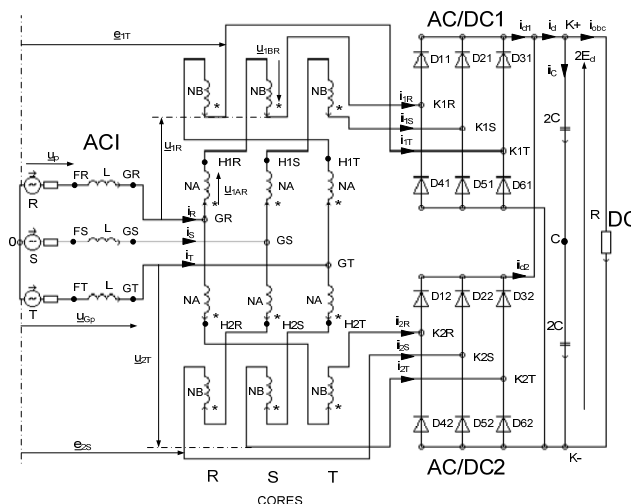 e1T
AC/DC1
id1
id
K+
iobc
u1BR
D11
D21
D31
iC
2Ed
NB
*
NB
*
NB
*
i1R
K1R
2C
ACI
u1R
i1S
K1S
i1T
K1T
up
H1R
H1S
H1T
FR
L
GR
NA
NA
NA
u1AR
D41
D51
D61
R
iR
GR
R
DC
0
FS
L
GS
iS
GS
C
S
iT
GT
id2
FT
L
GT
T
D12
D22
D32
NA
NA
NA
uGp
H2R
H2S
H2T
i2R
K2R
2C
u2T
i2S
K2S
i2T
K2T
NB
*
NB
*
NB
*
D42
D52
D62
e2S
K-
R
S
T
AC/DC2
CORES